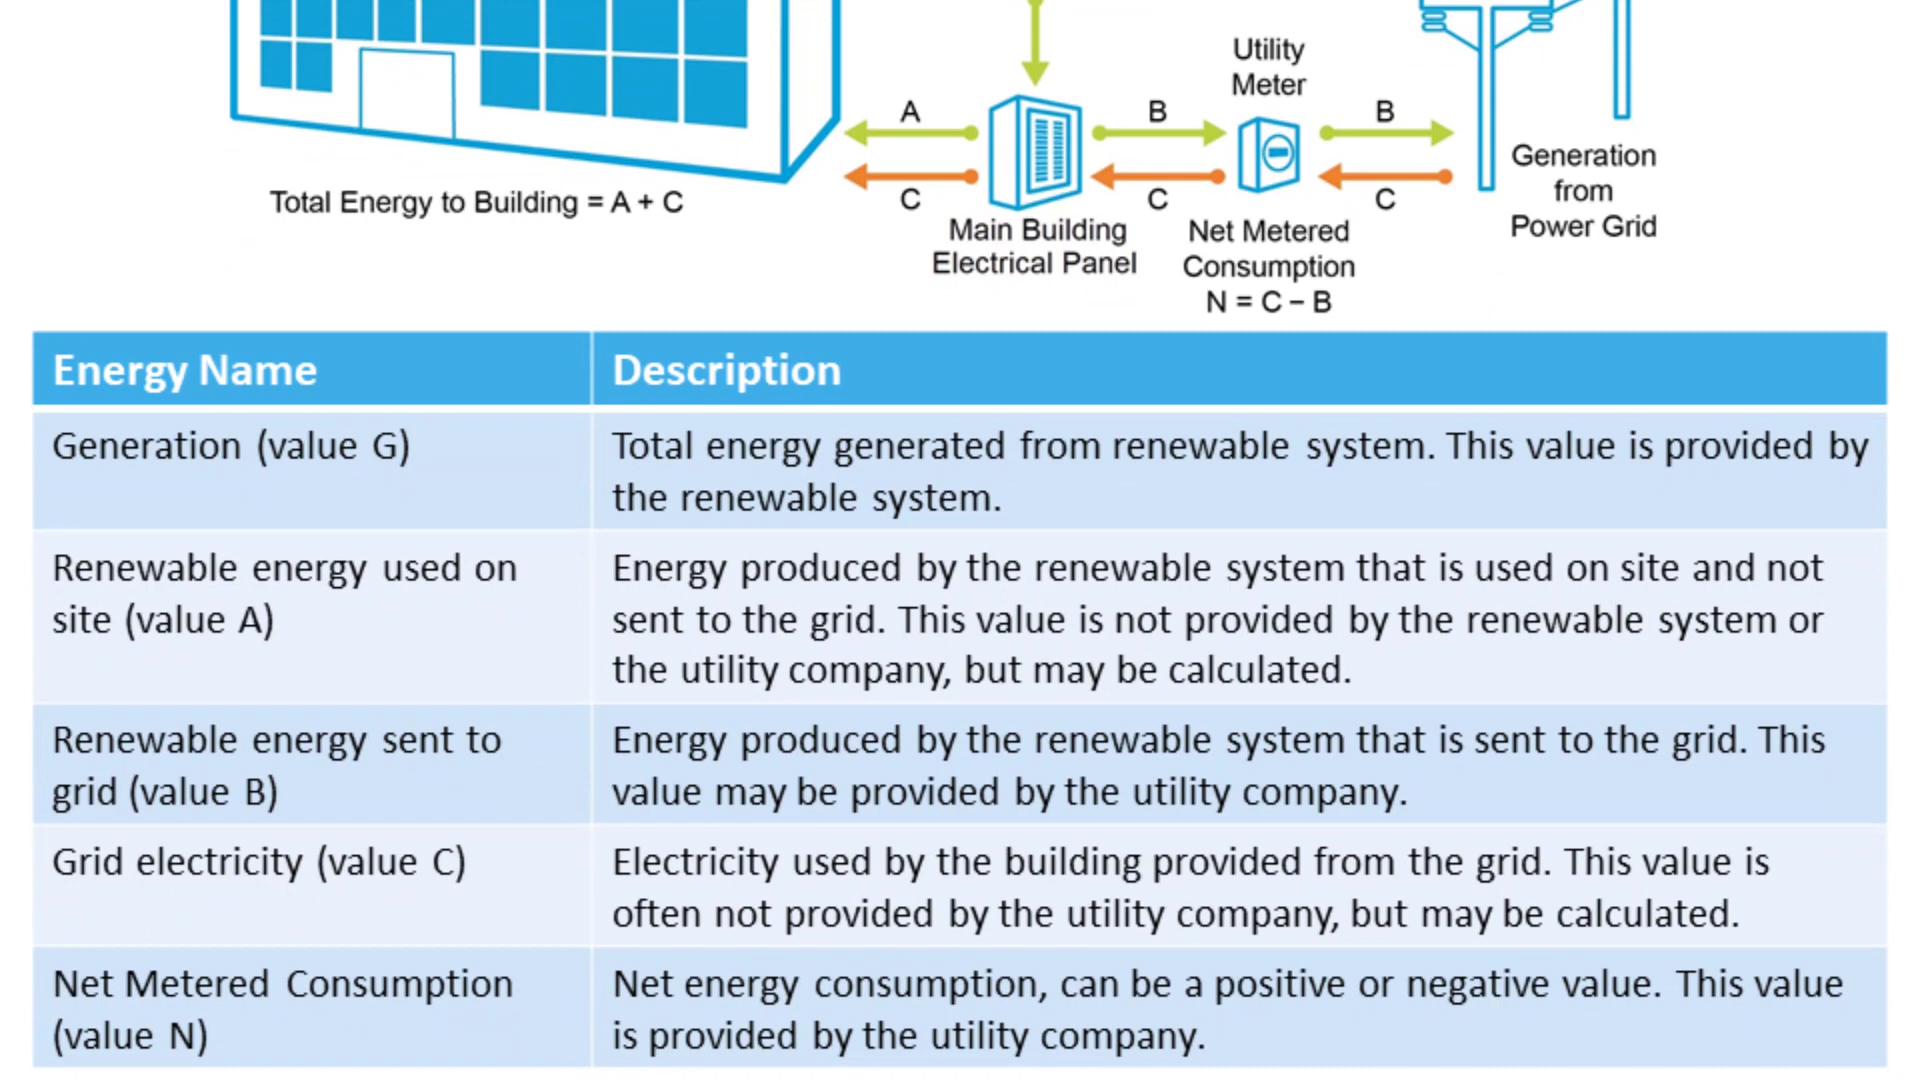 Utility
Meter
A
B
B
Generation
from
Power Grid
C
C
C
Total Energy to Building = A + C
Main Building
Electrical Panel
Net Metered
Consumption
N = C – B
Energy Name
Description
Generation (value G)
Total energy generated from renewable system. This value is provided by
the renewable system.
Renewable energy used on
site (value A)
Energy produced by the renewable system that is used on site and not
sent to the grid. This value is not provided by the renewable system or
the utility company, but may be calculated.
Renewable energy sent to
grid (value B)
Energy produced by the renewable system that is sent to the grid. This
value may be provided by the utility company.
Grid electricity (value C)
Electricity used by the building provided from the grid. This value is
often not provided by the utility company, but may be calculated.
Net Metered Consumption
(value N)
Net energy consumption, can be a positive or negative value. This value
is provided by the utility company.